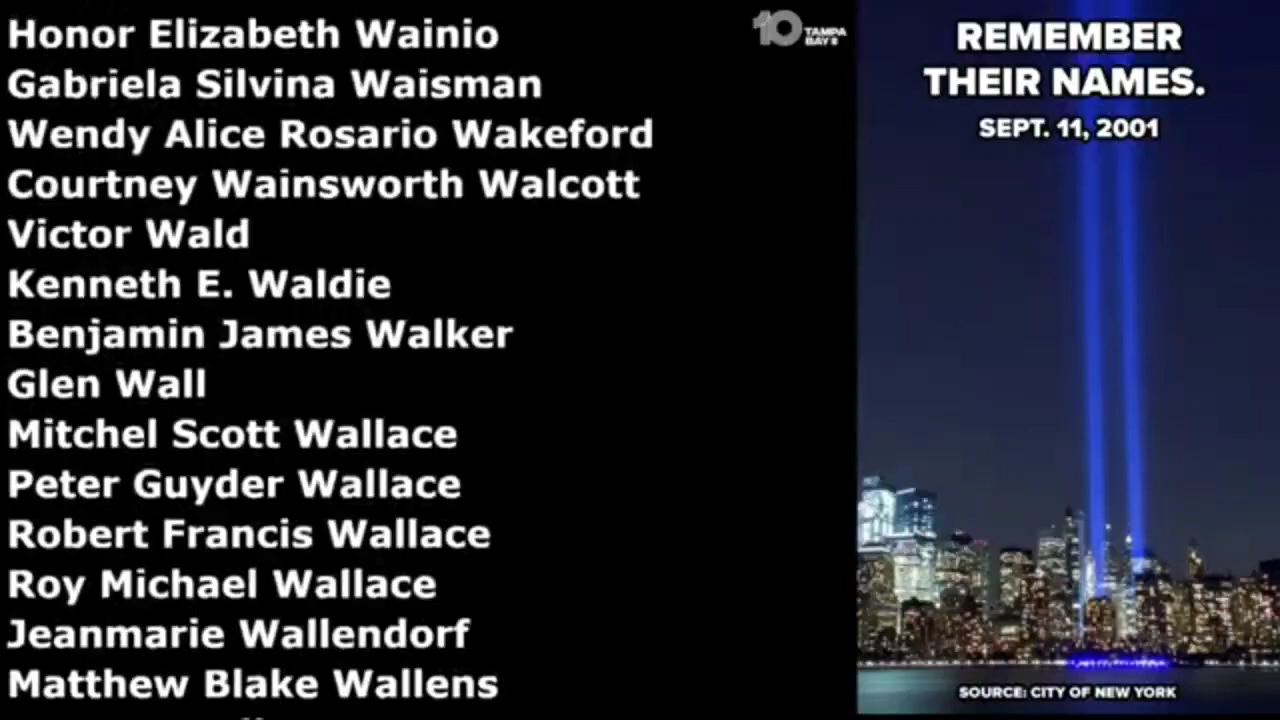 Honor Elizabeth Wainio
Gabriela Silvina Waisman
Wendy Alice Rosario Wakeford
Courtney Wainsworth Walcott
Victor Wald
Kenneth E. Waldie
Benjamin James Walker
Glen Wall
Mitchel Scott Wallace
Peter Guyder Wallace
Robert Francis Wallace
Roy Michael Wallace
Jeanmarie Wallendorf
Matthew Blake Wallens
10 TAMPA
BAY
REMEMBER
THEIR NAMES.
SEPT. 11, 2001
SOURCE: CITY OF NEW YORK